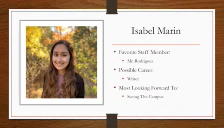 Isabel Marin
• Favorite Staff Member:
• Mr. Rodriguez
• Possible Career:
• Writer
• Most Looking Forward To:
• Seeing The Campus